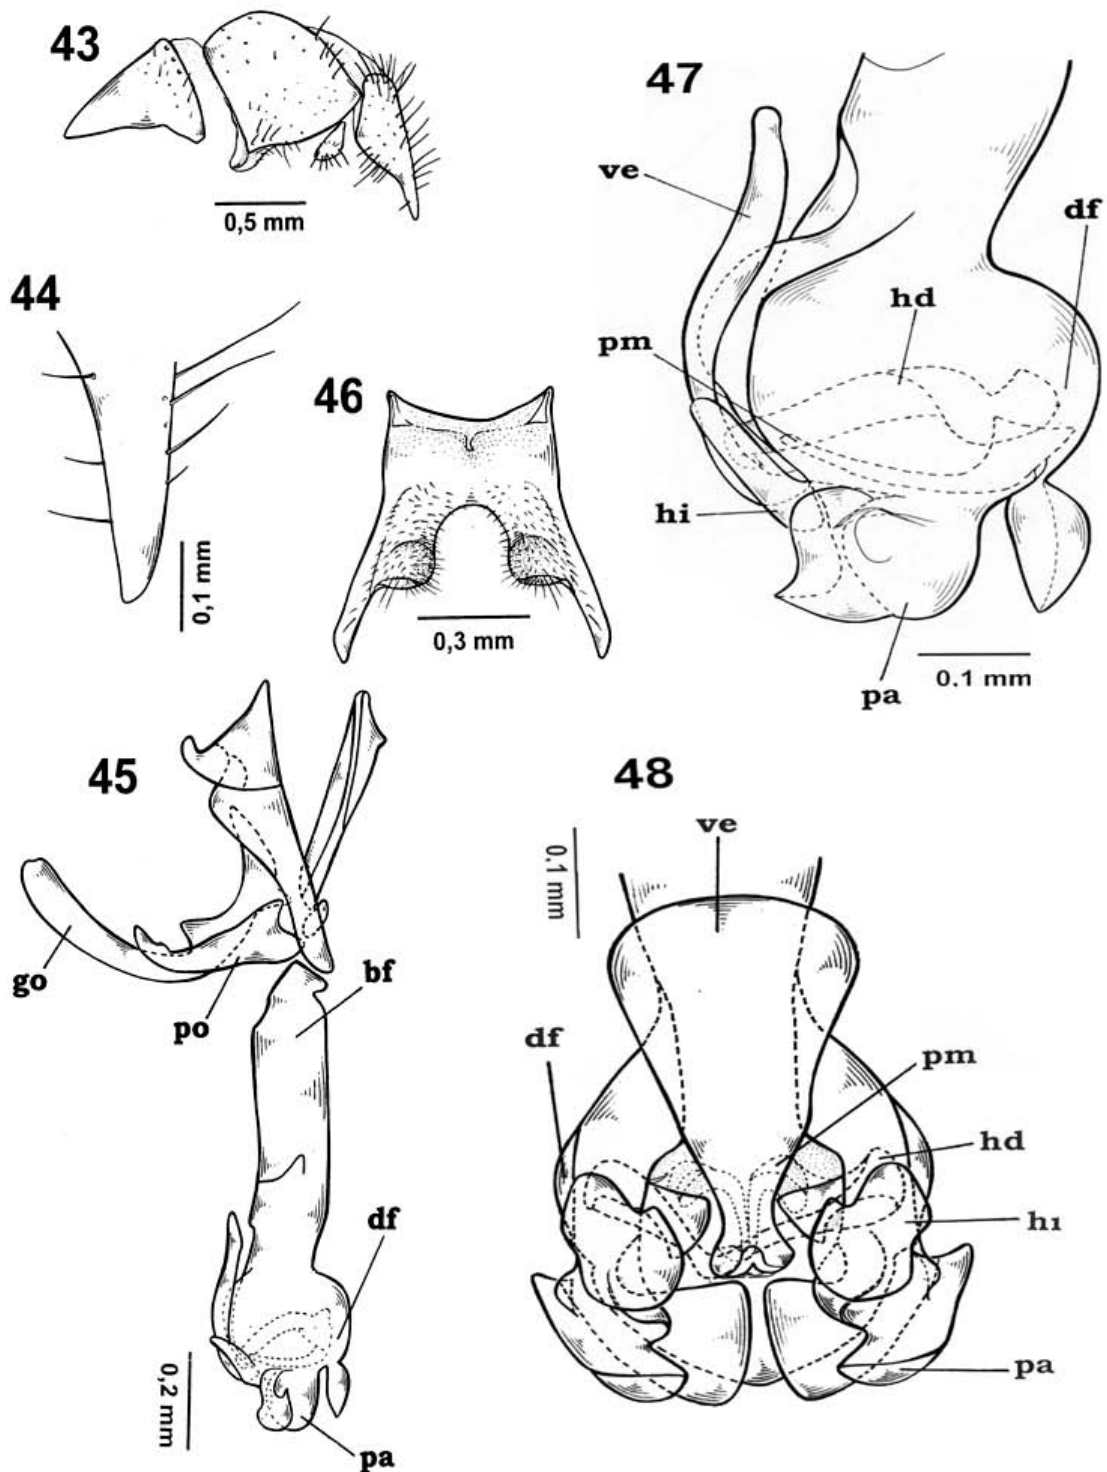 43
0,5 mm
44
0,1 mm
46
0,3 mm
47
ve
df
hd
pm
hi
pa
0.1 mm
45
go
po
bf
df
0,2 mm
pa
48
0,1 mm
ve
df
pm
hd
hı
pa